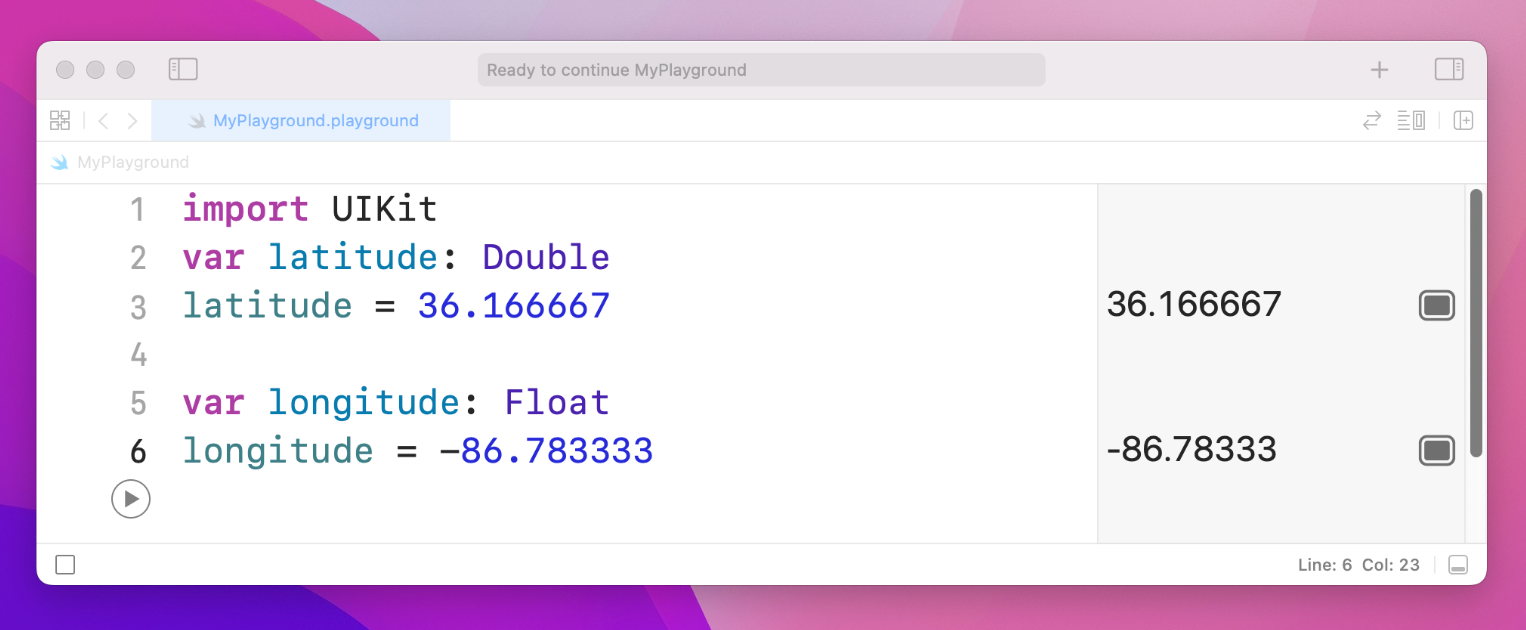 Ready to continue MyPlayground
MyPlayground.playground
MyPlayground
1 import UIKit
2 var latitude: Double
3 latitude = 36.166667 36.166667
4
5 var longitude: Float
6 longitude = -86.783333 -86.78333
Line: 6 Col: 23